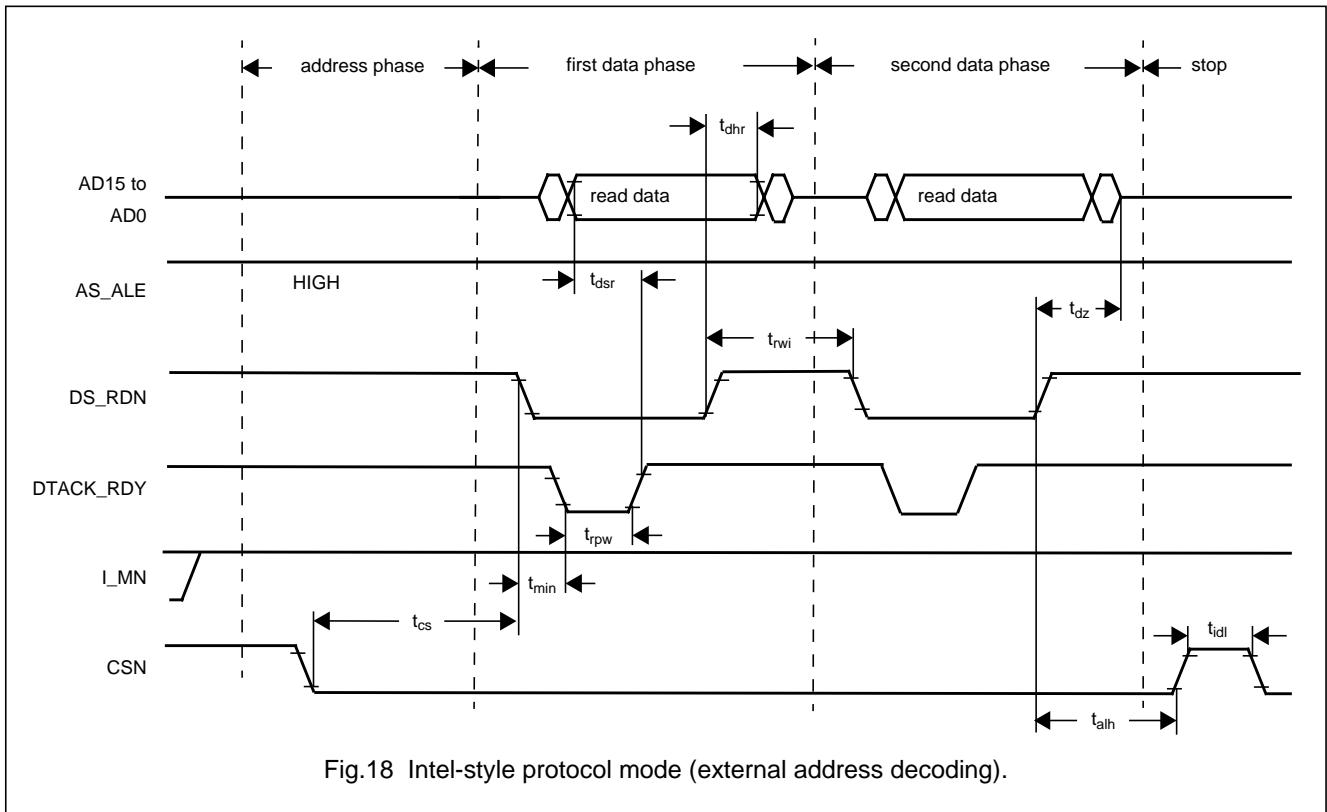 address phase
first data phase
second data phase
stop
tdhr
AD15 to
AD0
read data
read data
AS_ALE
HIGH
tdsr
tdz
trwi
DS_RDN
DTACK_RDY
trpw
I_MN
tmin
tcs
tidl
CSN
talh
Fig.18 Intel-style protocol mode (external address decoding).